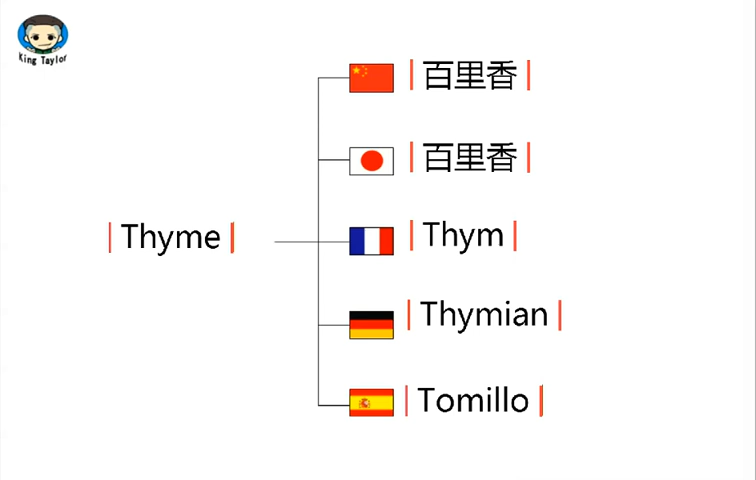 King Taylor
| 百里香 |
| 百里香 |
| Thyme |
| Thym |
| Thymian |
| Tomillo |